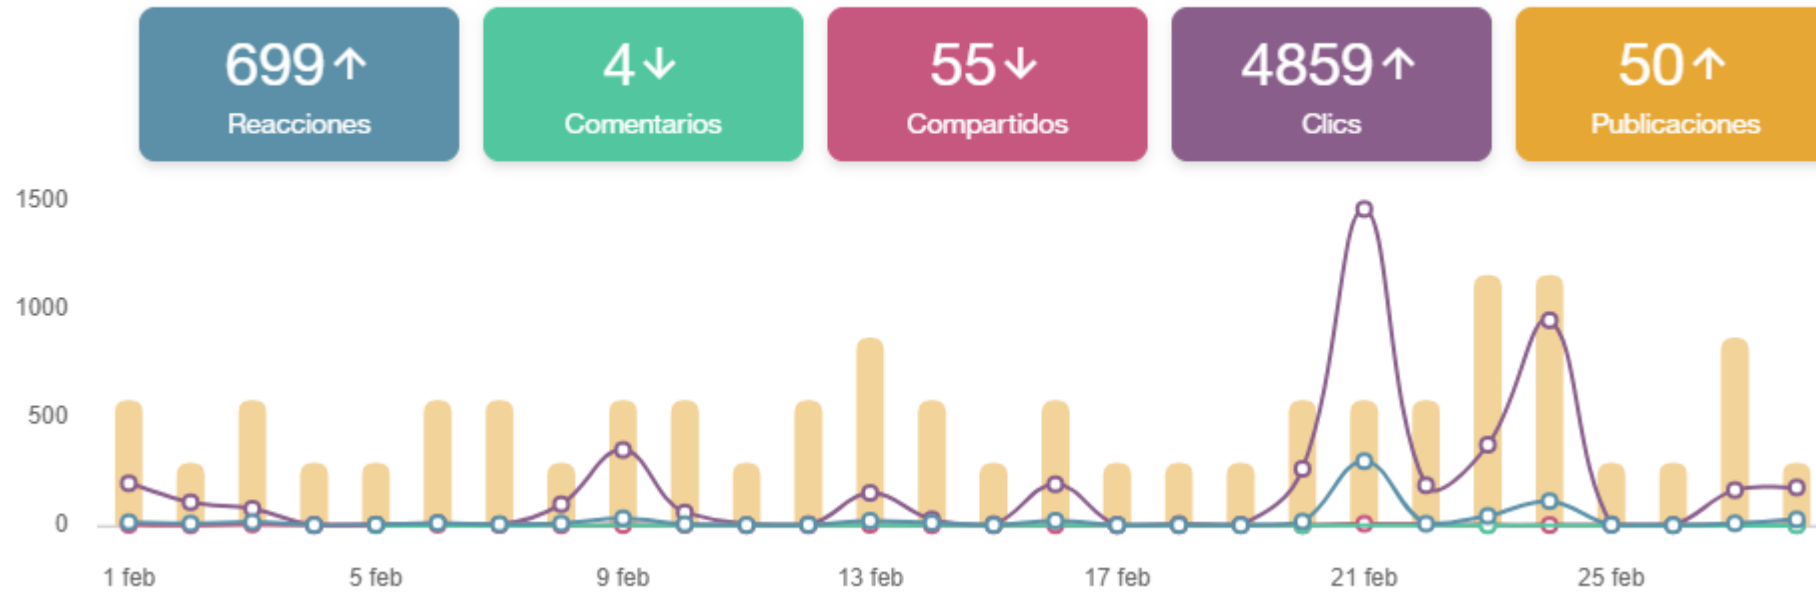 699↑ 4↓ 55↓ 4859↑ 50↑
Reacciones Comentarios Compartidos Clics Publicaciones
1500
1000
500
0
1 feb 5 feb 9 feb 13 feb 17 feb 21 feb 25 feb